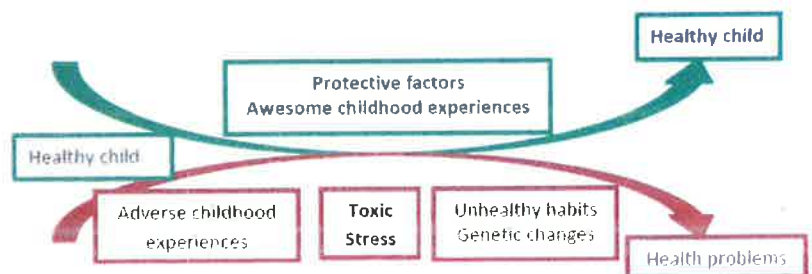 Healthy child
Protective factors
Awesome childhood experiences
Healthy child
Adverse childhood
experiences
Toxic
Stress
Unhealthy habits
Genetic changes
Health problems